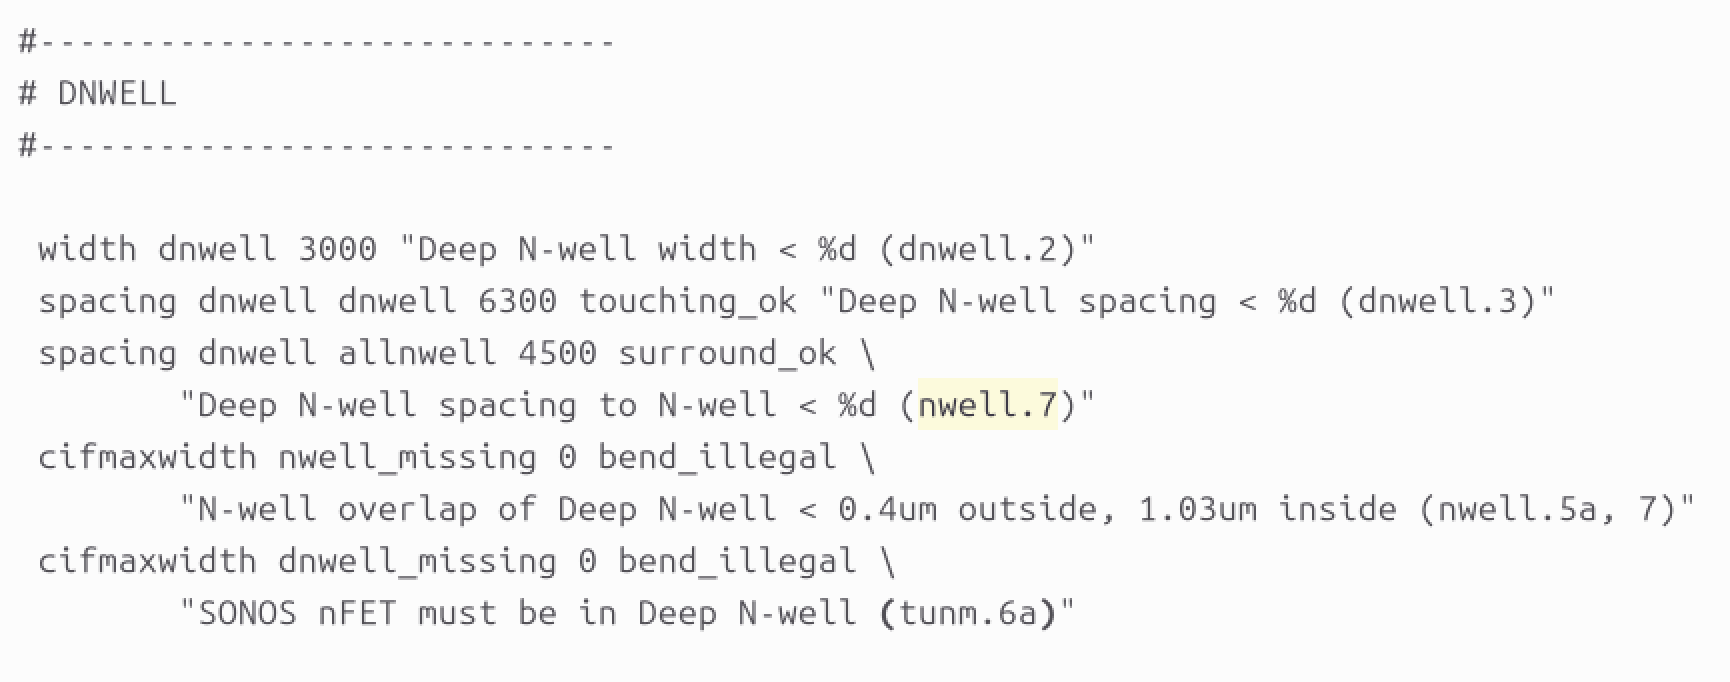 #-----------------------------
# DNWELL
#-----------------------------
width dnwell 3000 "Deep N-well width < %d (dnwell.2)"
spacing dnwell dnwell 6300 touching_ok "Deep N-well spacing < %d (dnwell.3)"
spacing dnwell allnwell 4500 surround_ok \
"Deep N-well spacing to N-well < %d (nwell.7)"
cifmaxwidth nwell_missing 0 bend_illegal \
"N-well overlap of Deep N-well < 0.4um outside, 1.03um inside (nwell.5a, 7)"
cifmaxwidth dnwell_missing 0 bend_illegal \
"SONOS nFET must be in Deep N-well (tunm.6a)"